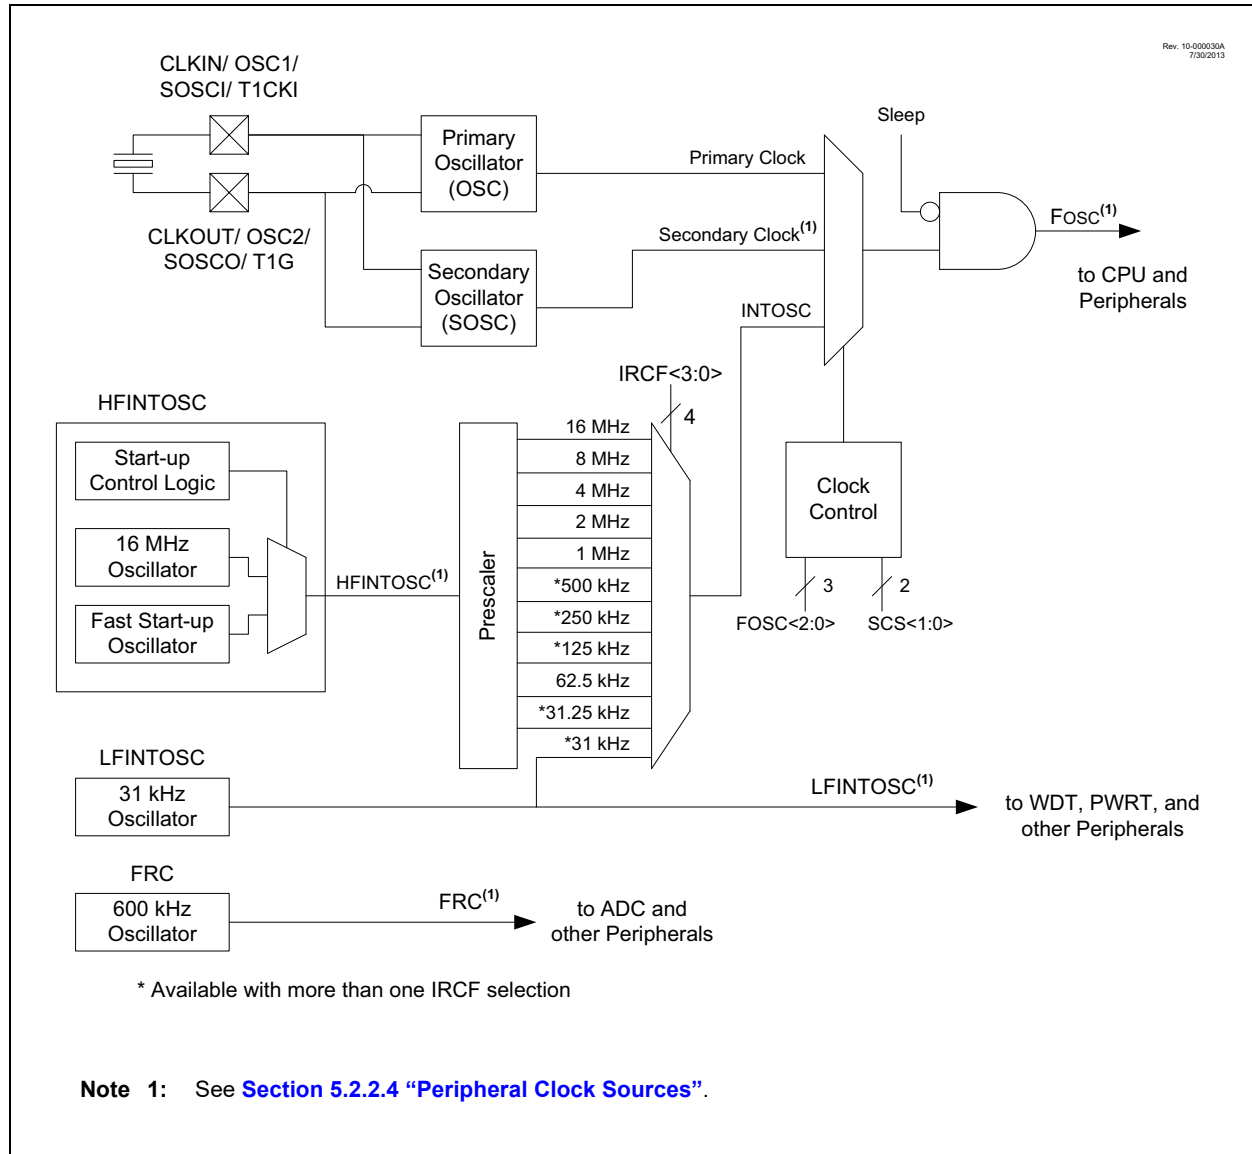 Rev. 10-000030A
7/30/2013
CLKIN/ OSC1/
SOSCI/ T1CKI
Sleep
Primary
Oscillator
(OSC)
Primary Clock
FOSC(1)
CLKOUT/ OSC2/
SOSCO/ T1G
Secondary Clock(1)
to CPU and
Peripherals
Secondary
Oscillator
(SOSC)
INTOSC
IRCF<3:0>
4
HFINTOSC
Start-up
Control Logic
16 MHz
Oscillator
Fast Start-up
Oscillator
HFINTOSC(1)
Prescaler
16 MHz
8 MHz
4 MHz
2 MHz
1 MHz
*500 kHz
*250 kHz
*125 kHz
62.5 kHz
*31.25 kHz
*31 kHz
Clock
Control
3
2
FOSC<2:0>
SCS<1:0>
LFINTOSC
31 kHz
Oscillator
LFINTOSC(1)
to WDT, PWRT, and
other Peripherals
FRC
600 kHz
Oscillator
FRC(1)
to ADC and
other Peripherals
* Available with more than one IRCF selection
Note 1: See Section 5.2.2.4 “Peripheral Clock Sources”.